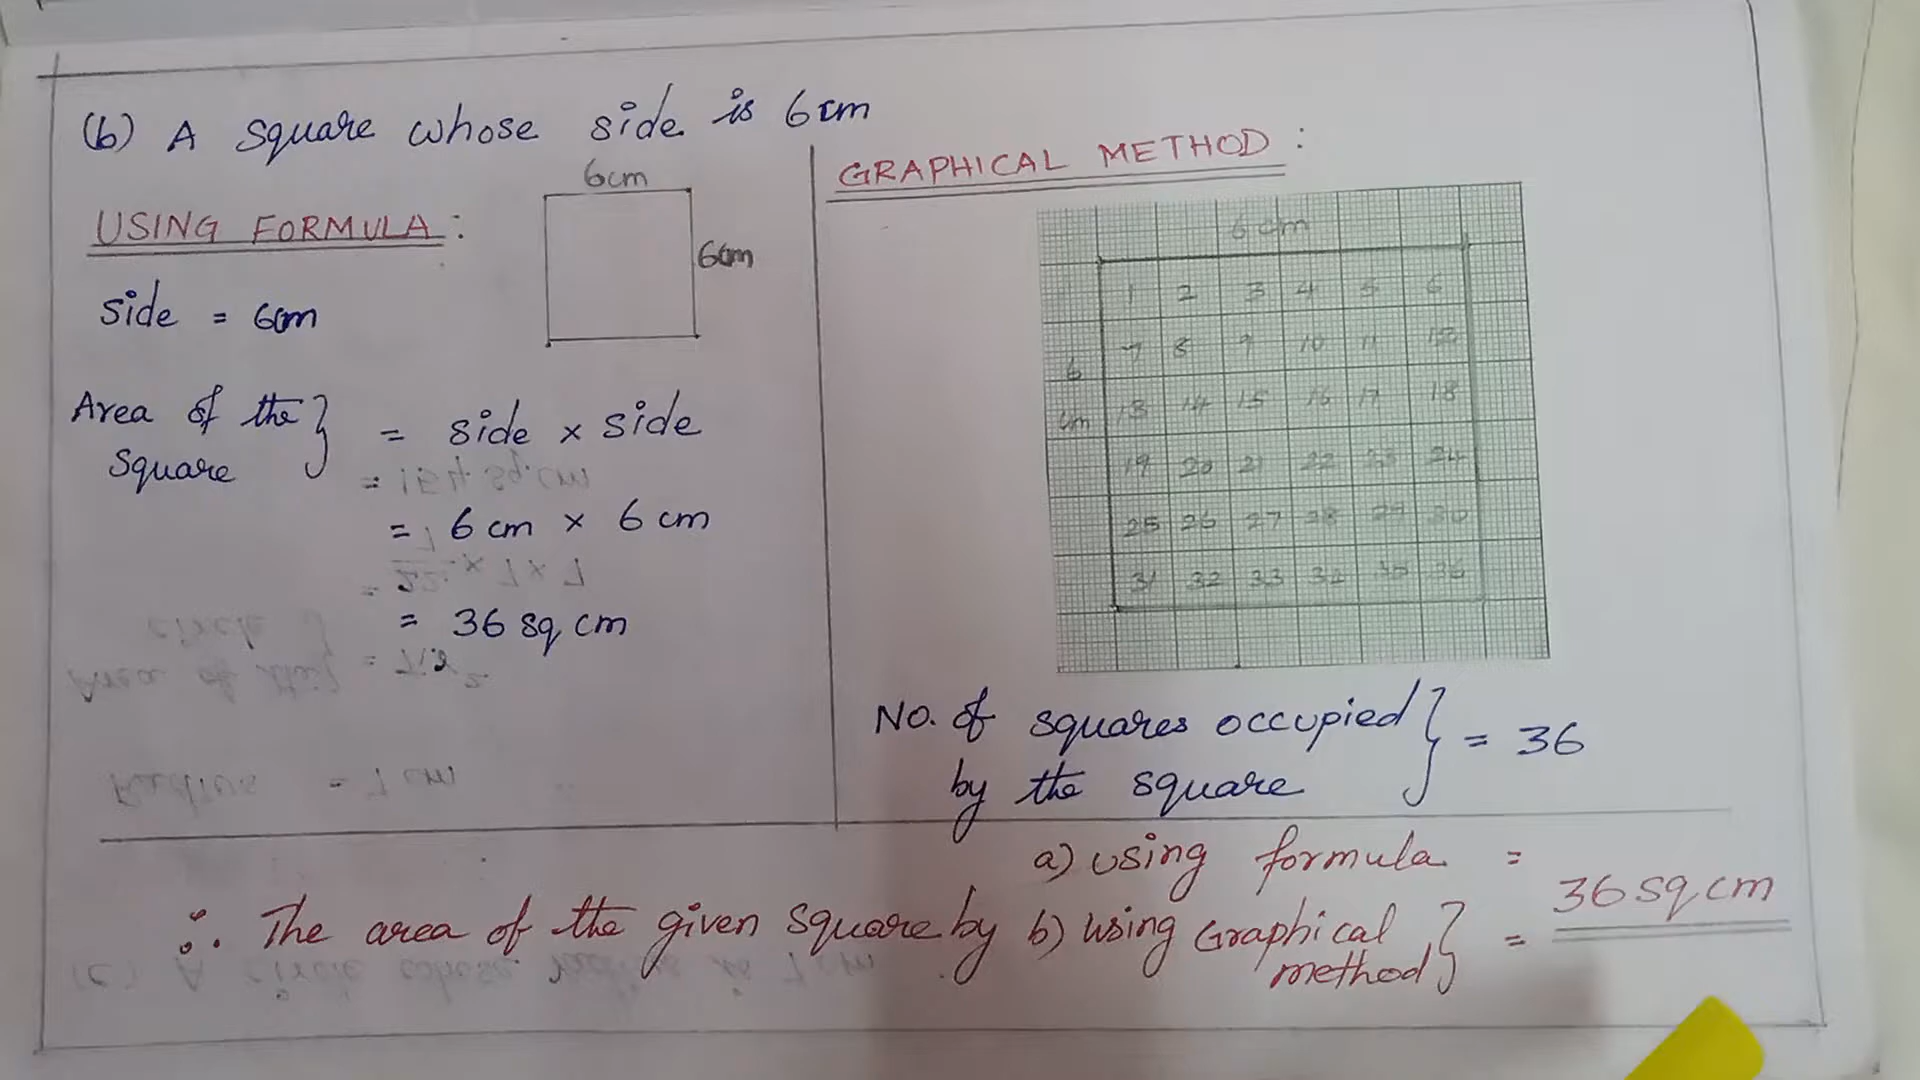 (b) A square whose side is 6cm
USING FORMULA :
6cm
6cm
side = 6cm
Area of the } = side x side
square
= 6 cm x 6 cm
= 36 sq cm
GRAPHICAL METHOD :
6 cm
6
cm
1 2 3 4 5 6
7 8 9 10 11 12
13 14 15 16 17 18
19 20 21 22 23 24
25 26 27 28 29 30
31 32 33 34 35 36
No. of squares occupied } = 36
by the square
∴ The area of the given square by
a) using formula =
b) using Graphical } =
method
36 sq cm